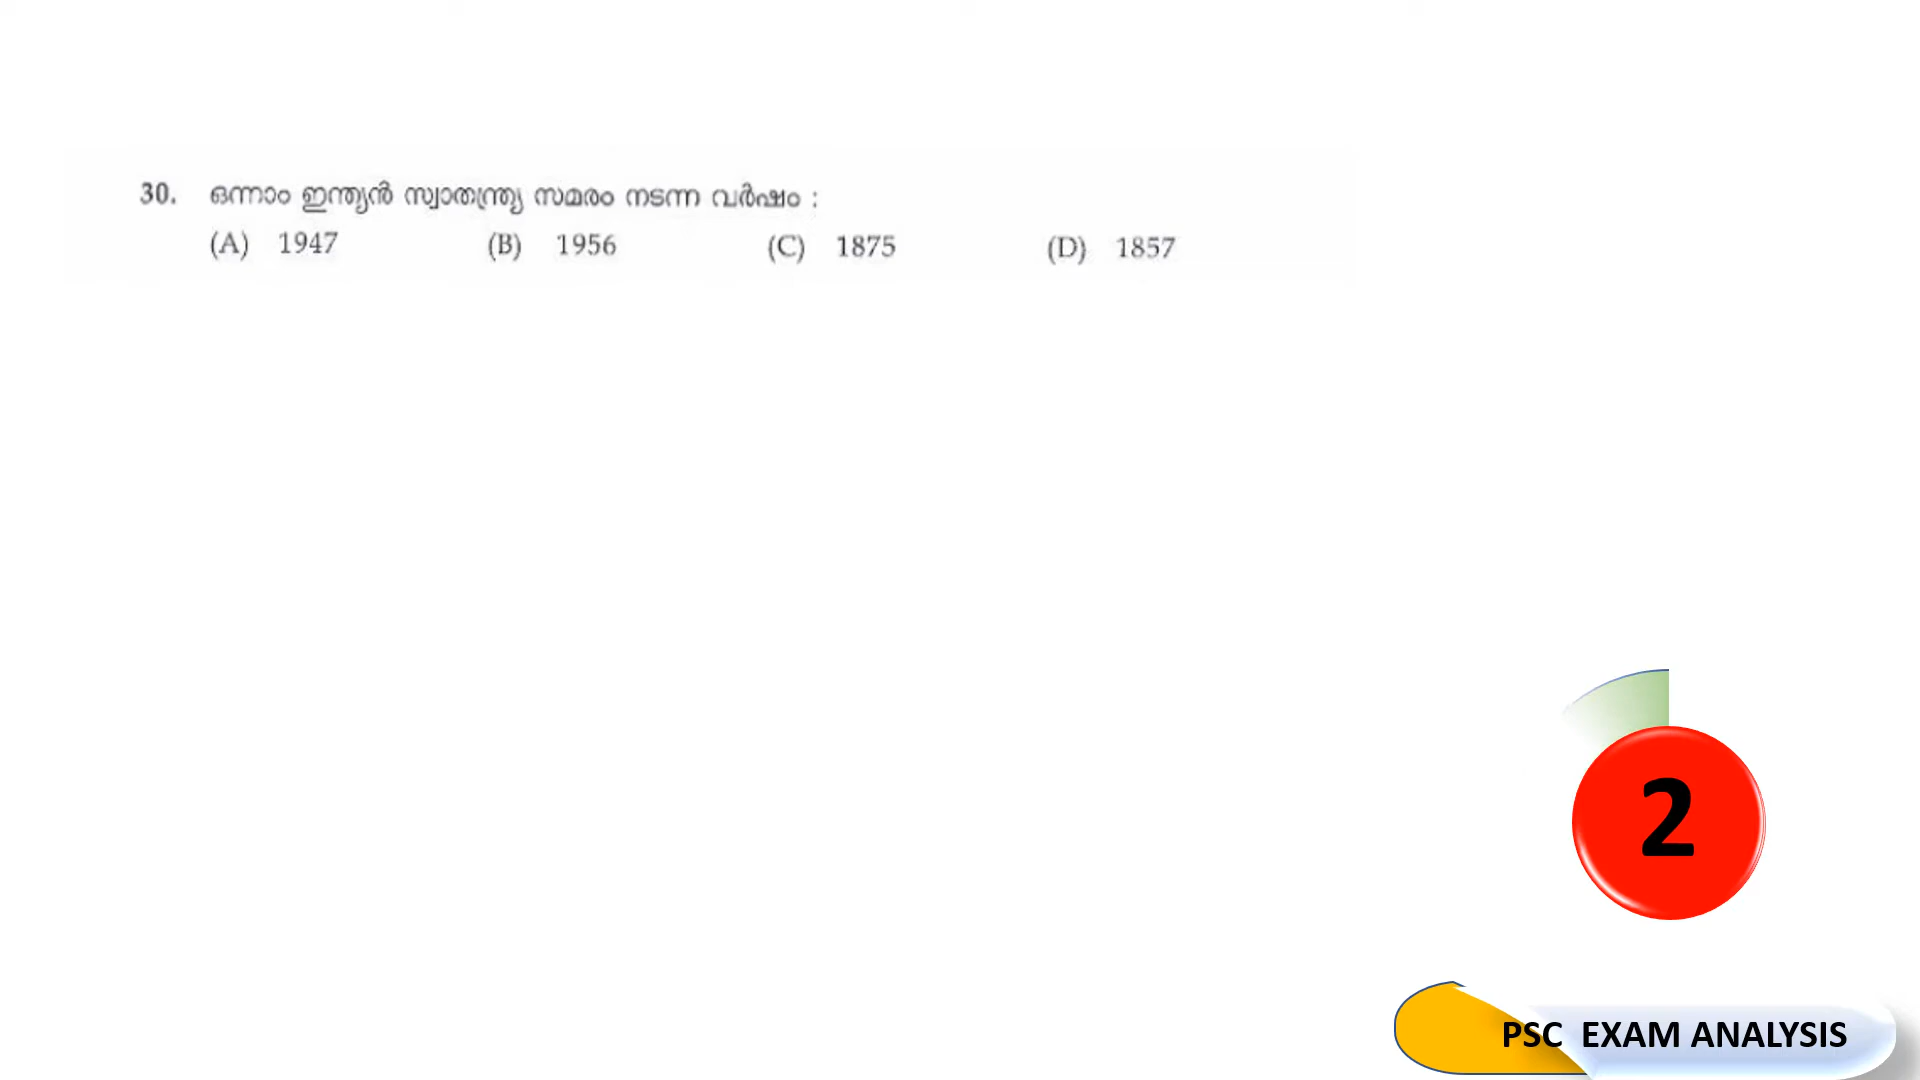 30. ഒന്നാം ഇന്ത്യൻ സ്വാതന്ത്ര്യ സമരം നടന്ന വർഷം :
(A) 1947 (B) 1956 (C) 1875 (D) 1857
2
PSC EXAM ANALYSIS